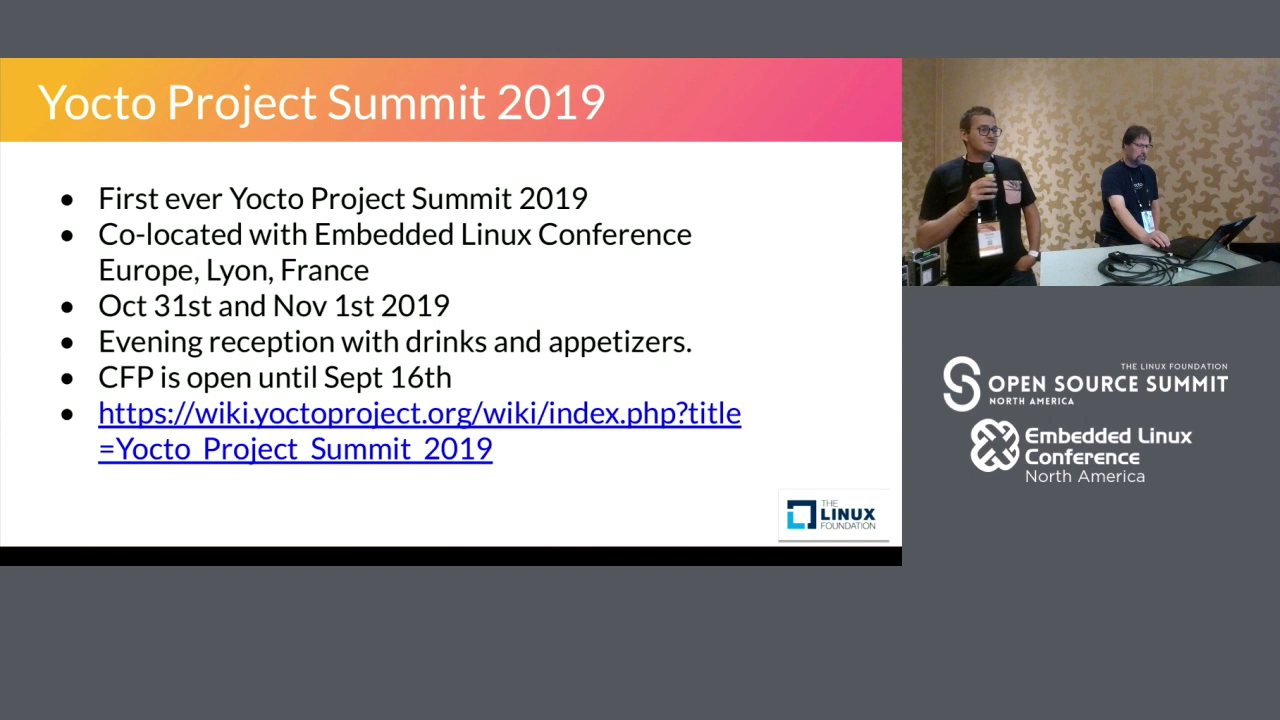 Yocto Project Summit 2019
• First ever Yocto Project Summit 2019
• Co-located with Embedded Linux Conference
Europe, Lyon, France
• Oct 31st and Nov 1st 2019
• Evening reception with drinks and appetizers.
• CFP is open until Sept 16th
• https://wiki.yoctoproject.org/wiki/index.php?title
=Yocto_Project_Summit_2019
THE
LINUX
FOUNDATION
THE LINUX FOUNDATION
OPEN SOURCE SUMMIT
NORTH AMERICA
Embedded Linux
Conference
North America